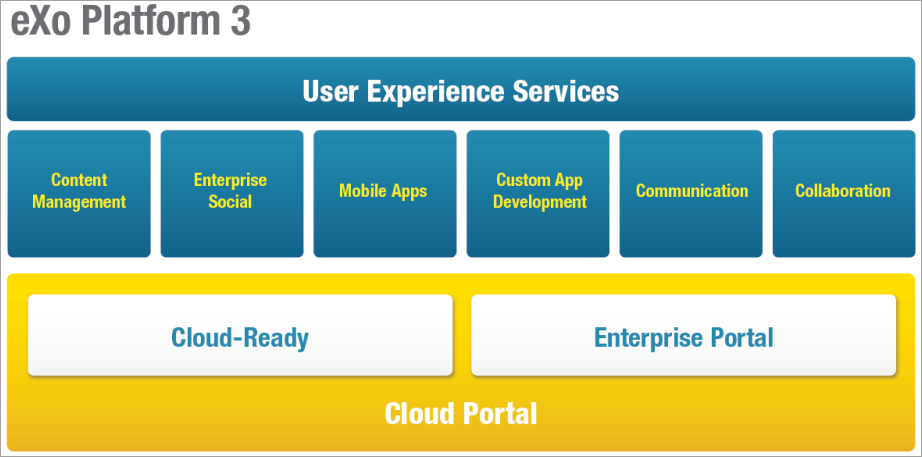 eXo Platform 3
User Experience Services
Content
Management
Enterprise
Social
Mobile Apps
Custom App
Development
Communication
Collaboration
Cloud-Ready
Enterprise Portal
Cloud Portal